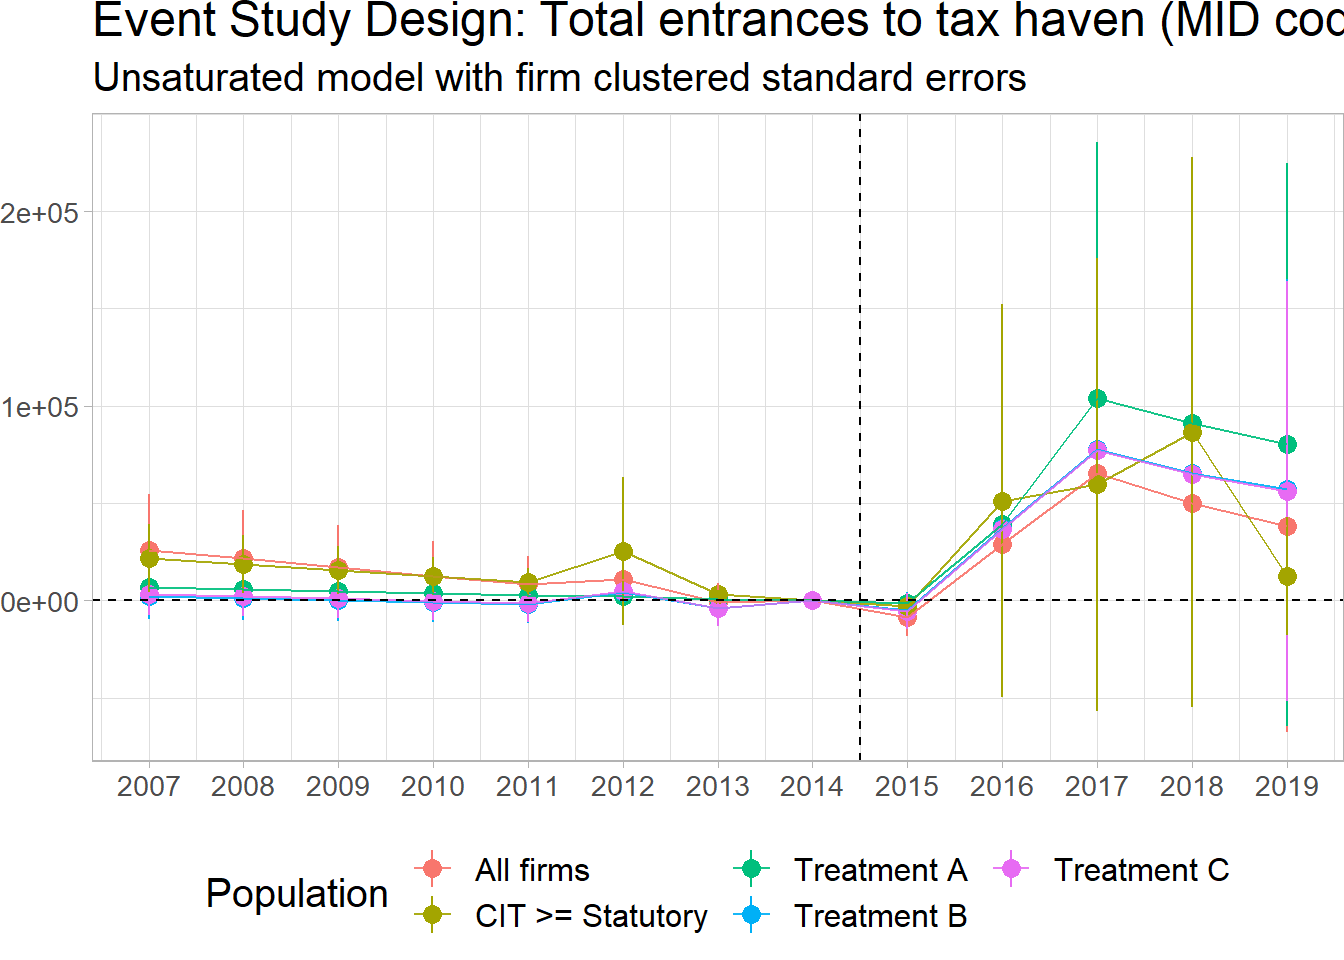 Event Study Design: Total entrances to tax haven (MID cod
Unsaturated model with firm clustered standard errors
2e+05
1e+05
0e+00
2007 2008 2009 2010 2011 2012 2013 2014 2015 2016 2017 2018 2019
Population
All firms
CIT >= Statutory
Treatment A
Treatment B
Treatment C